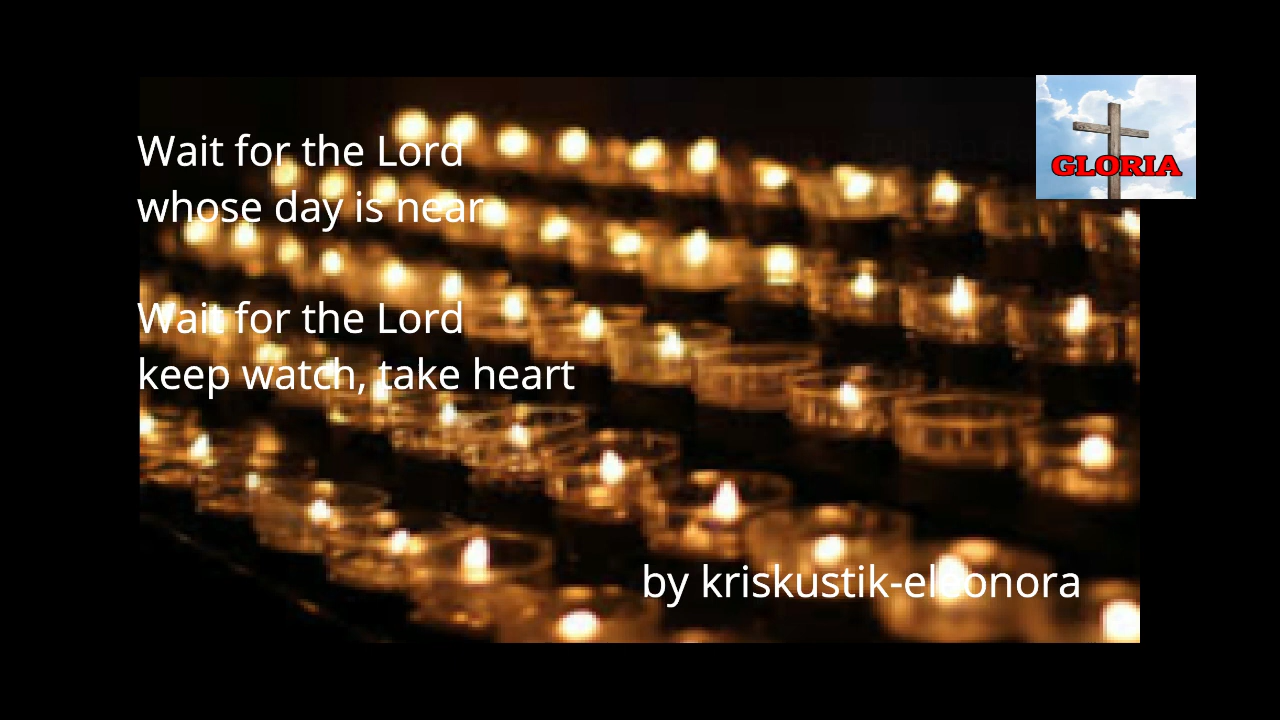 GLORIA
Wait for the Lord
whose day is near
Wait for the Lord
keep watch, take heart
by kriskustik-eleonora